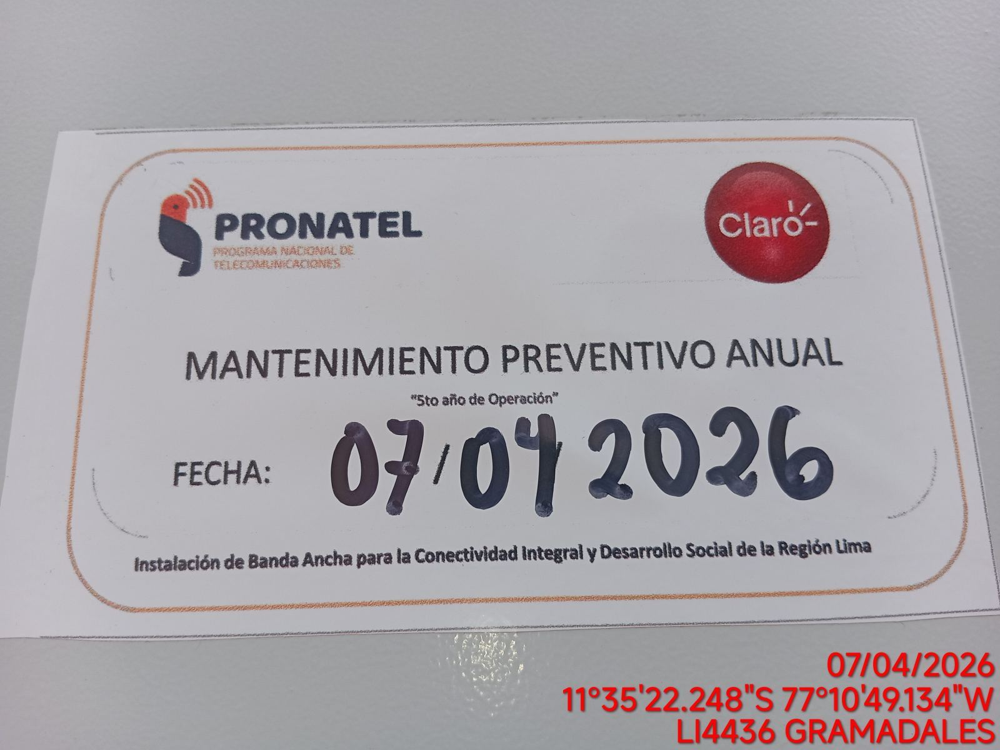 PRONATEL
PROGRAMA NACIONAL DE
TELECOMUNICACIONES
Claro
MANTENIMIENTO PREVENTIVO ANUAL
"5to año de Operación"
FECHA: 07/04/2026
Instalación de Banda Ancha para la Conectividad Integral y Desarrollo Social de la Región Lima
07/04/2026
11°35'22.248"S 77°10'49.134"W
LI4436 GRAMADALES